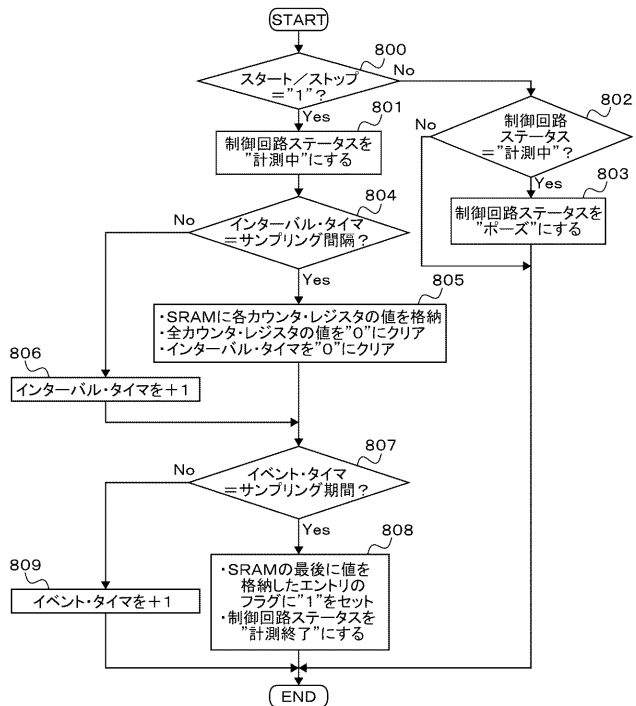 START
800
スタート／ストップ
＝”1”？
No
Yes
801
制御回路ステータスを
”計測中”にする
802
制御回路
ステータス
＝”計測中”？
No
Yes
803
制御回路ステータスを
”ポーズ”にする
804
インターバル・タイマ
＝サンプリング間隔？
No
Yes
805
・SRAMに各カウンタ・レジスタの値を格納
・全カウンタ・レジスタの値を”0”にクリア
・インターバル・タイマを”0”にクリア
806
インターバル・タイマを＋1
807
イベント・タイマ
＝サンプリング期間？
No
Yes
808
・SRAMの最後に値を
格納したエントリの
フラグに”1”をセット
・制御回路ステータスを
”計測終了”にする
809
イベント・タイマを＋1
END